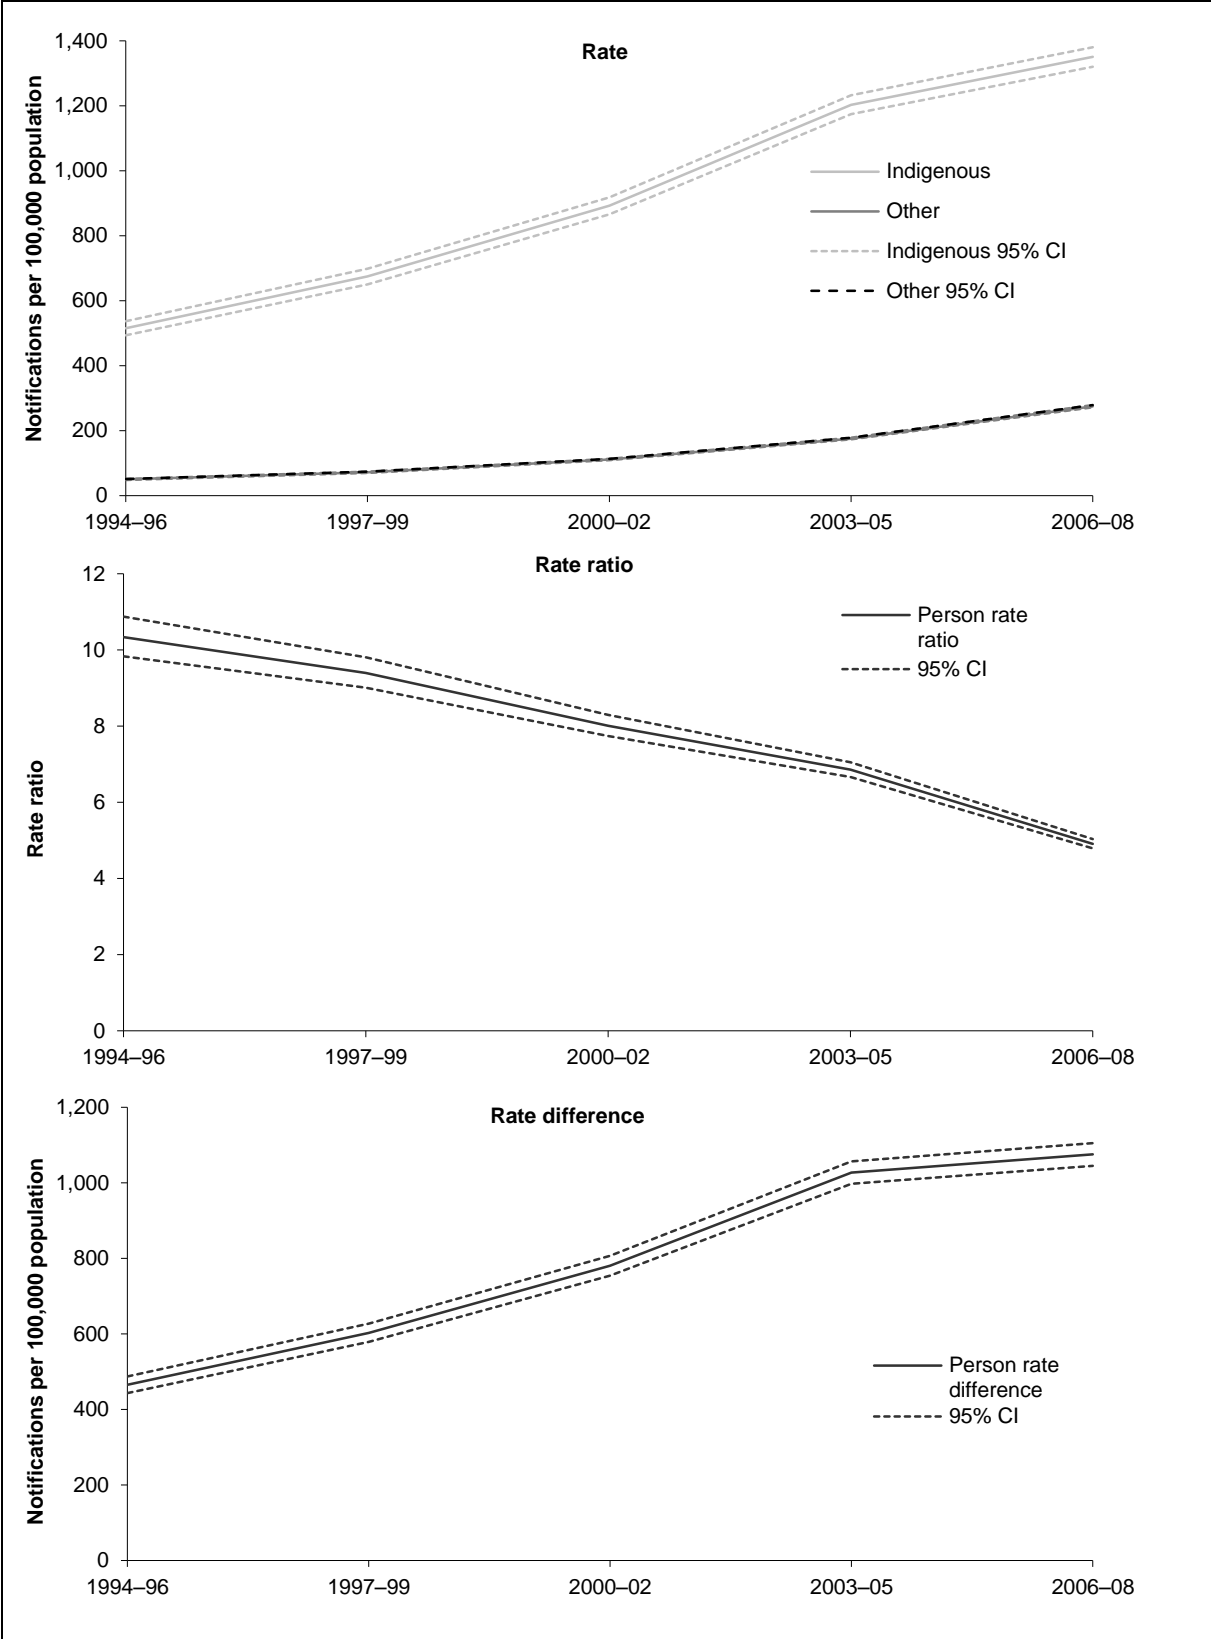 Rate
Notifications per 100,000 population
1,400
1,200
1,000
800
600
400
200
0
1994–96 1997–99 2000–02 2003–05 2006–08
Indigenous
Other
Indigenous 95% CI
Other 95% CI
Rate ratio
Rate ratio
12
10
8
6
4
2
0
1994–96 1997–99 2000–02 2003–05 2006–08
Person rate
ratio
95% CI
Rate difference
Notifications per 100,000 population
1,200
1,000
800
600
400
200
0
1994–96 1997–99 2000–02 2003–05 2006–08
Person rate
difference
95% CI